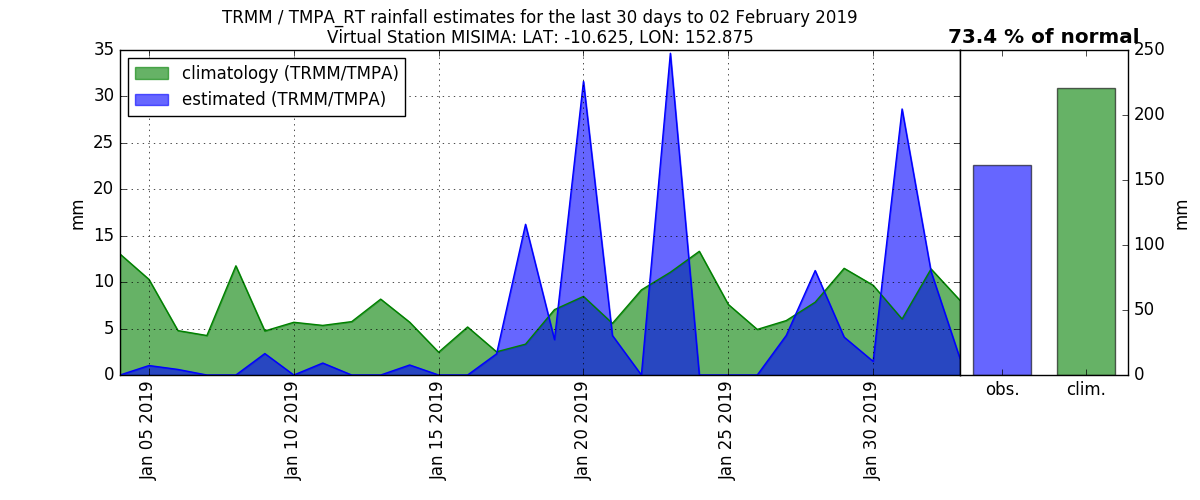 TRMM / TMPA_RT rainfall estimates for the last 30 days to 02 February 2019
Virtual Station MISIMA: LAT: -10.625, LON: 152.875
73.4 % of normal
climatology (TRMM/TMPA)
estimated (TRMM/TMPA)
35
30
25
20
15
10
5
0
mm
Jan 05 2019
Jan 10 2019
Jan 15 2019
Jan 20 2019
Jan 25 2019
Jan 30 2019
250
200
150
100
50
0
mm
obs.
clim.